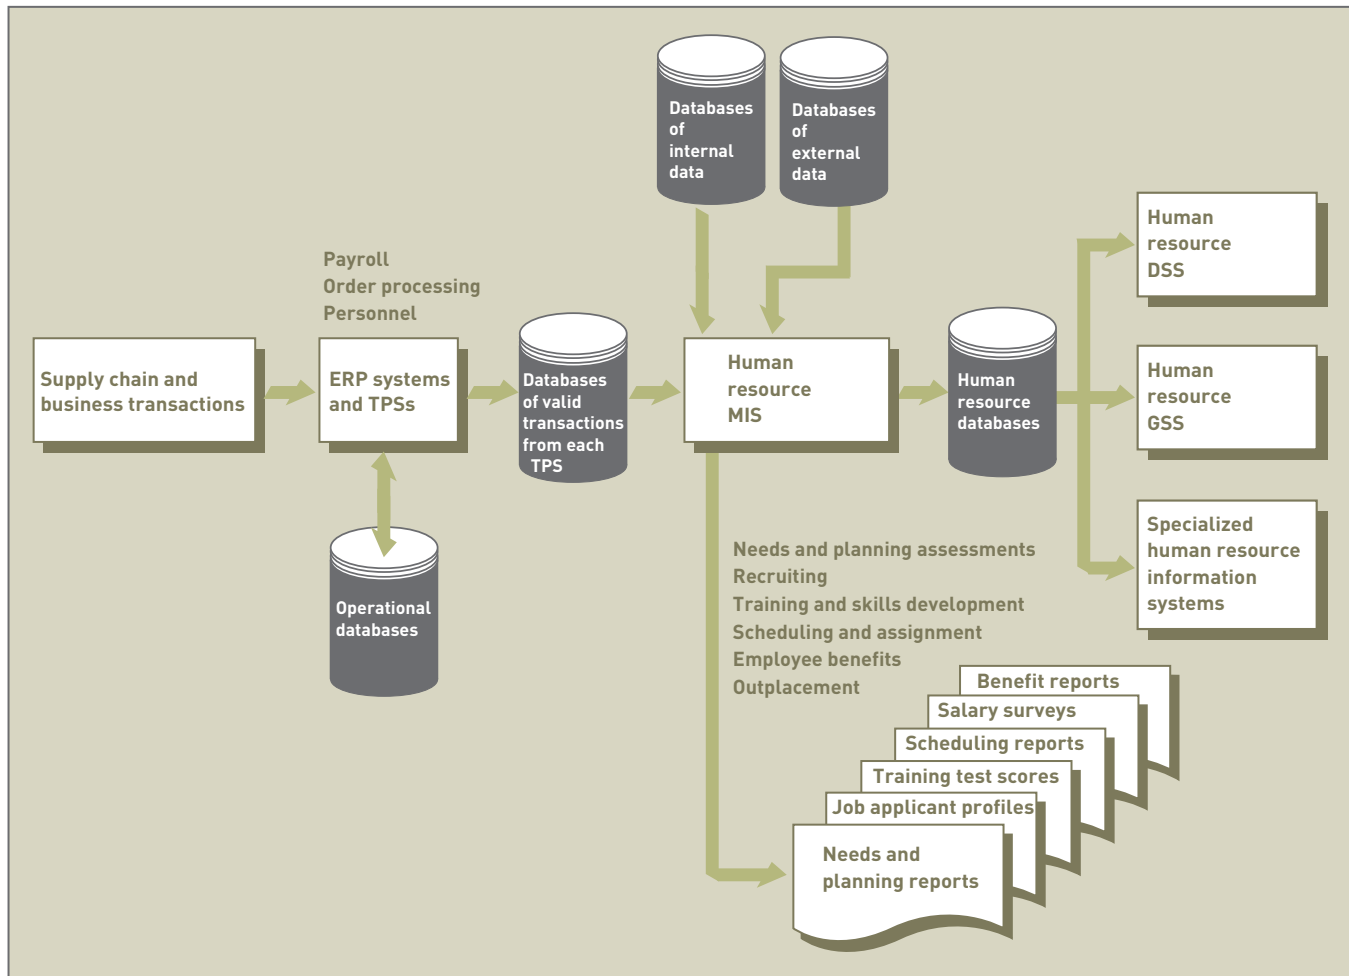 Databases
of
internal
data
Databases
of
external
data
Human
resource
DSS
Payroll
Order processing
Personnel
Supply chain and
business transactions
ERP systems
and TPSs
Databases
of valid
transactions
from each
TPS
Human
resource
MIS
Human
resource
databases
Human
resource
GSS
Operational
databases
Specialized
human resource
information
systems
Needs and planning assessments
Recruiting
Training and skills development
Scheduling and assignment
Employee benefits
Outplacement
Benefit reports
Salary surveys
Scheduling reports
Training test scores
Job applicant profiles
Needs and
planning reports